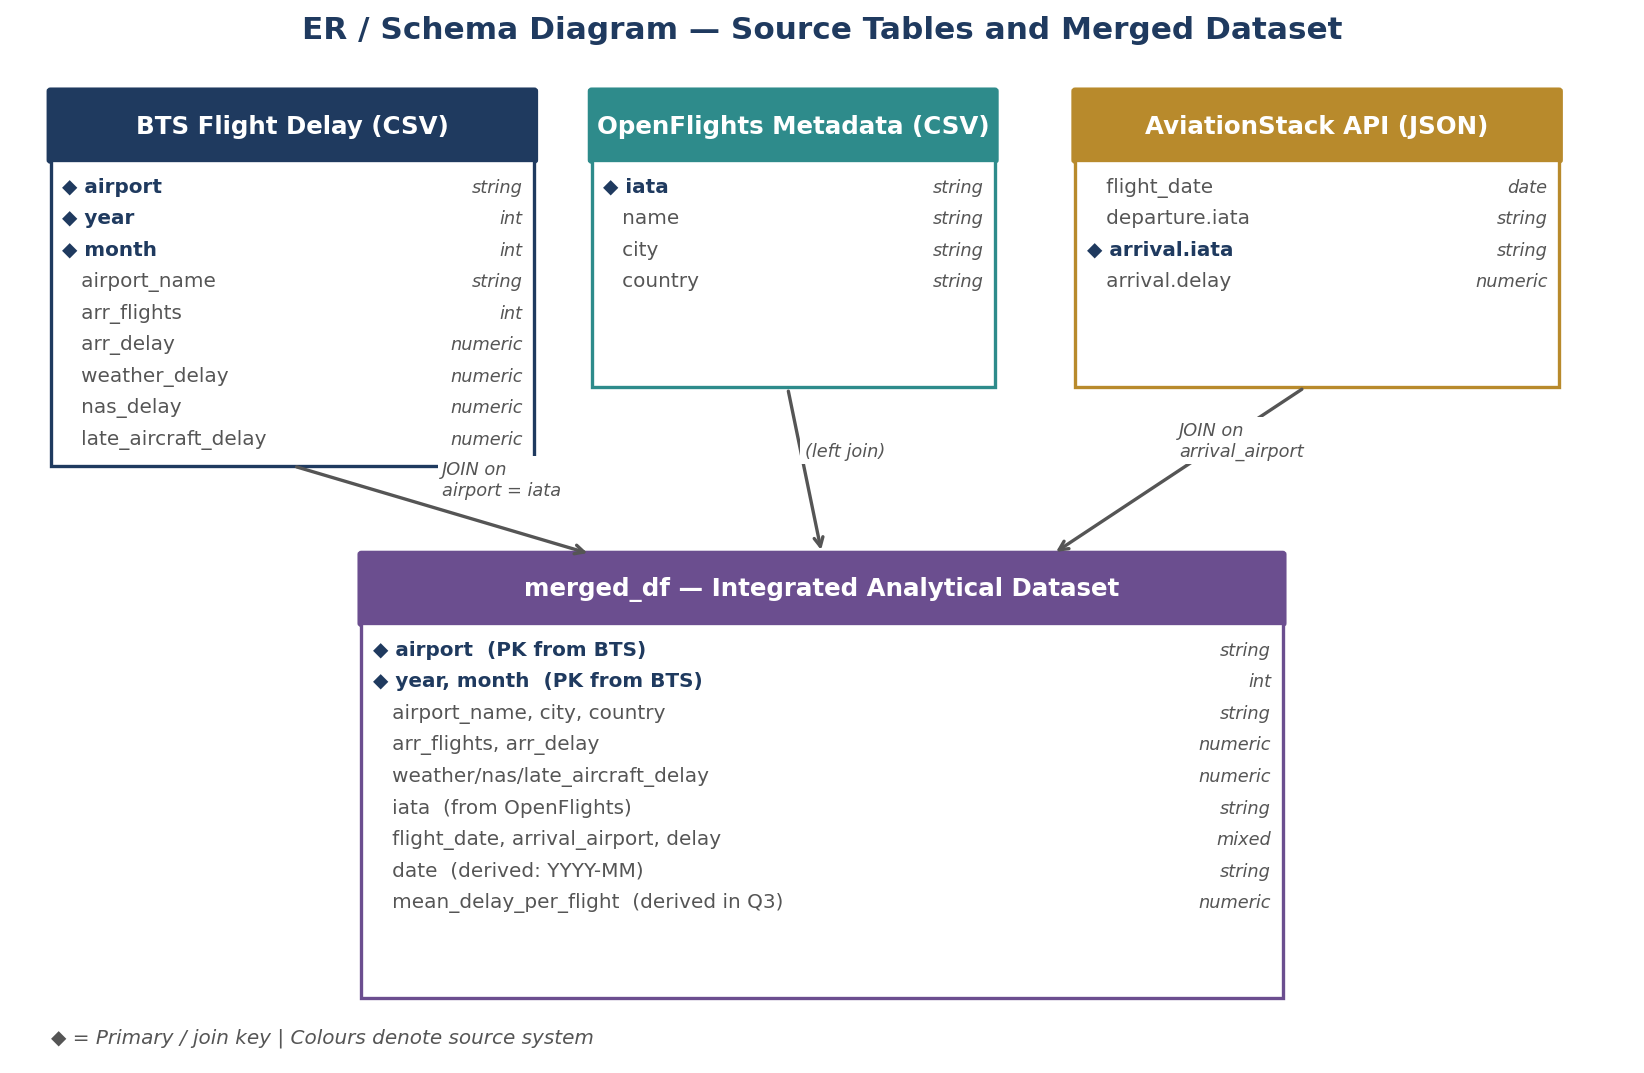 ER / Schema Diagram — Source Tables and Merged Dataset
BTS Flight Delay (CSV)
◆ airport string
◆ year int
◆ month int
airport_name string
arr_flights int
arr_delay numeric
weather_delay numeric
nas_delay numeric
late_aircraft_delay numeric
OpenFlights Metadata (CSV)
◆ iata string
name string
city string
country string
AviationStack API (JSON)
flight_date date
departure.iata string
◆ arrival.iata string
arrival.delay numeric
JOIN on
airport = iata
(left join)
JOIN on
arrival_airport
merged_df — Integrated Analytical Dataset
◆ airport (PK from BTS) string
◆ year, month (PK from BTS) int
airport_name, city, country string
arr_flights, arr_delay numeric
weather/nas/late_aircraft_delay numeric
iata (from OpenFlights) string
flight_date, arrival_airport, delay mixed
date (derived: YYYY-MM) string
mean_delay_per_flight (derived in Q3) numeric
◆ = Primary / join key | Colours denote source system